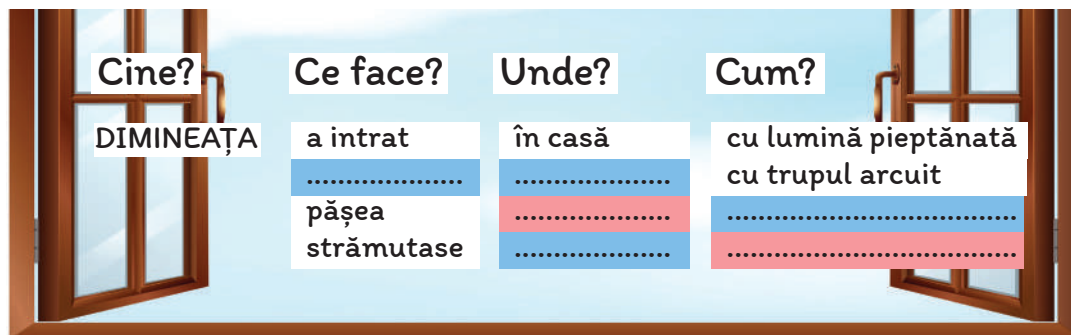 Cine? Ce face? Unde? Cum?
DIMINEAȚA a intrat în casă cu lumină pieptănată
.................... .................... cu trupul arcuit
pășea .................... .....................................
strămutase .................... .....................................